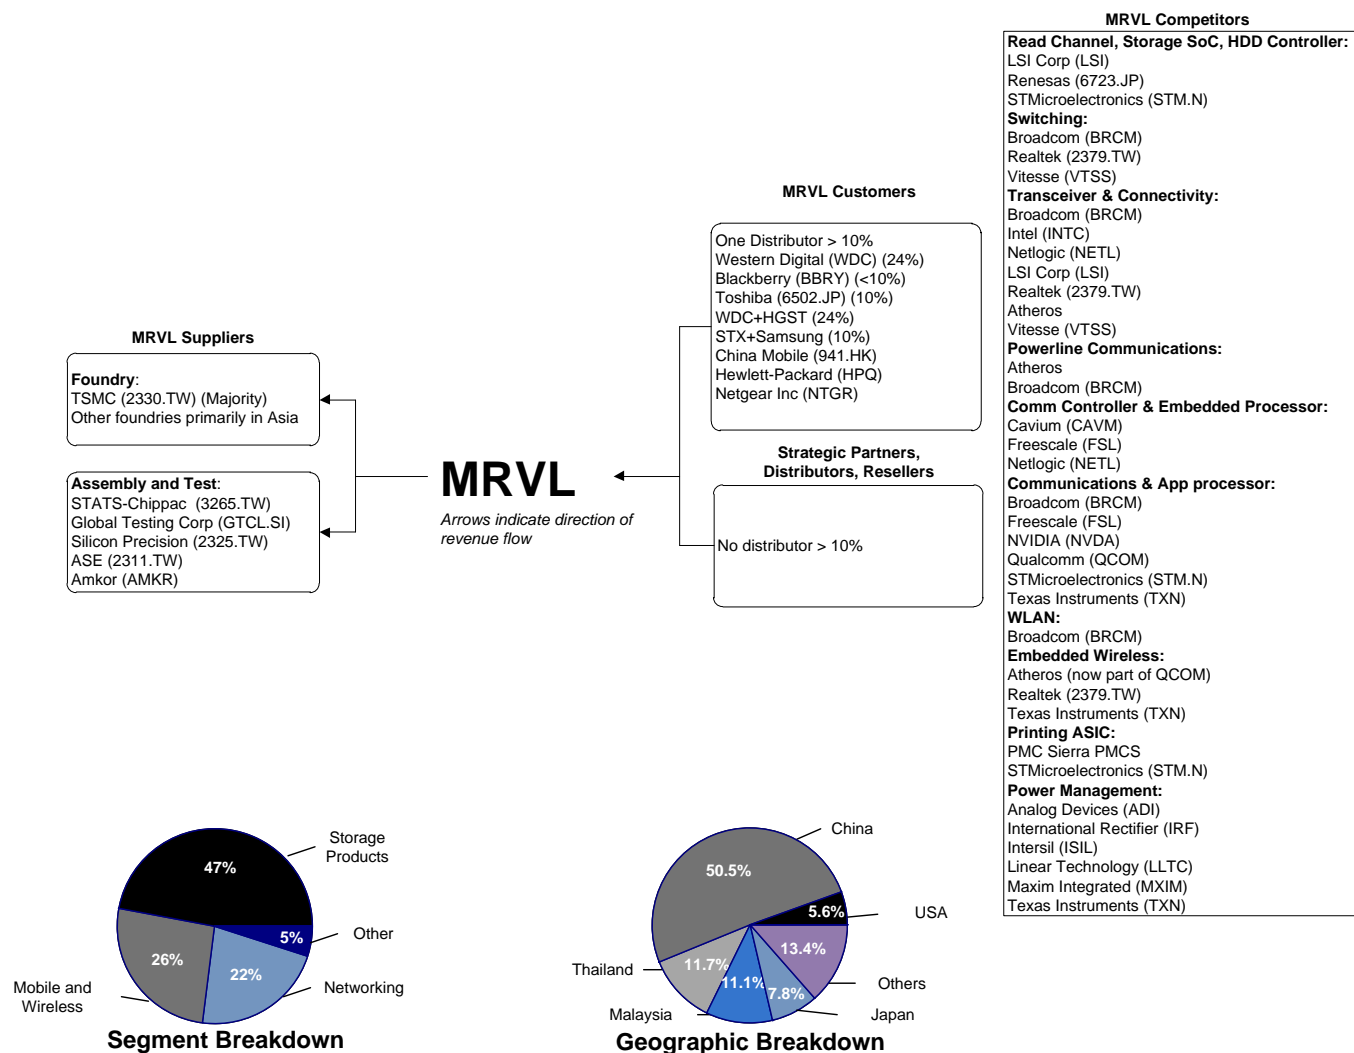 MRVL Suppliers
Foundry:
TSMC (2330.TW) (Majority)
Other foundries primarily in Asia
Assembly and Test:
STATS-Chippac (3265.TW)
Global Testing Corp (GTCL.SI)
Silicon Precision (2325.TW)
ASE (2311.TW)
Amkor (AMKR)
MRVL
Arrows indicate direction of
revenue flow
MRVL Customers
One Distributor > 10%
Western Digital (WDC) (24%)
Blackberry (BBRY) (<10%)
Toshiba (6502.JP) (10%)
WDC+HGST (24%)
STX+Samsung (10%)
China Mobile (941.HK)
Hewlett-Packard (HPQ)
Netgear Inc (NTGR)
Strategic Partners,
Distributors, Resellers
No distributor > 10%
MRVL Competitors
Read Channel, Storage SoC, HDD Controller:
LSI Corp (LSI)
Renesas (6723.JP)
STMicroelectronics (STM.N)
Switching:
Broadcom (BRCM)
Realtek (2379.TW)
Vitesse (VTSS)
Transceiver & Connectivity:
Broadcom (BRCM)
Intel (INTC)
Netlogic (NETL)
LSI Corp (LSI)
Realtek (2379.TW)
Atheros
Vitesse (VTSS)
Powerline Communications:
Atheros
Broadcom (BRCM)
Comm Controller & Embedded Processor:
Cavium (CAVM)
Freescale (FSL)
Netlogic (NETL)
Communications & App processor:
Broadcom (BRCM)
Freescale (FSL)
NVIDIA (NVDA)
Qualcomm (QCOM)
STMicroelectronics (STM.N)
Texas Instruments (TXN)
WLAN:
Broadcom (BRCM)
Embedded Wireless:
Atheros (now part of QCOM)
Realtek (2379.TW)
Texas Instruments (TXN)
Printing ASIC:
PMC Sierra PMCS
STMicroelectronics (STM.N)
Power Management:
Analog Devices (ADI)
International Rectifier (IRF)
Intersil (ISIL)
Linear Technology (LLTC)
Maxim Integrated (MXIM)
Texas Instruments (TXN)
Storage
Products
47%
Other
5%
Networking
22%
Mobile and
Wireless
26%
Segment Breakdown
China
50.5%
USA
5.6%
Others
13.4%
Japan
7.8%
Malaysia
11.1%
Thailand
11.7%
Geographic Breakdown